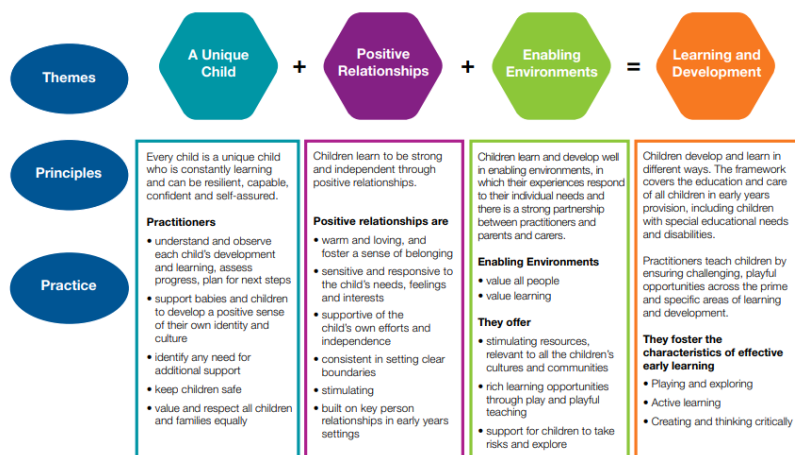 Themes
A Unique
Child
+
Positive
Relationships
+
Enabling
Environments
=
Learning and
Development
Principles
Practice
Every child is a unique child
who is constantly learning
and can be resilient, capable,
confident and self-assured.
Practitioners
• understand and observe
each child's development
and learning, assess
progress, plan for next steps
• support babies and children
to develop a positive sense
of their own identity and
culture
• identify any need for
additional support
• keep children safe
• value and respect all children
and families equally
Children learn to be strong
and independent through
positive relationships.
Positive relationships are
• warm and loving, and
foster a sense of belonging
• sensitive and responsive to
the child's needs, feelings
and interests
• supportive of the
child's own efforts and
independence
• consistent in setting clear
boundaries
• stimulating
• built on key person
relationships in early years
settings
Children learn and develop well
in enabling environments, in
which their experiences respond
to their individual needs and
there is a strong partnership
between practitioners and
parents and carers.
Enabling Environments
• value all people
• value learning
They offer
• stimulating resources,
relevant to all the children's
cultures and communities
• rich learning opportunities
through play and playful
teaching
• support for children to take
risks and explore
Children develop and learn in
different ways. The framework
covers the education and care
of all children in early years
provision, including children
with special educational needs
and disabilities.
Practitioners teach children by
ensuring challenging, playful
opportunities across the prime
and specific areas of learning
and development.
They foster the
characteristics of effective
early learning
• Playing and exploring
• Active learning
• Creating and thinking critically